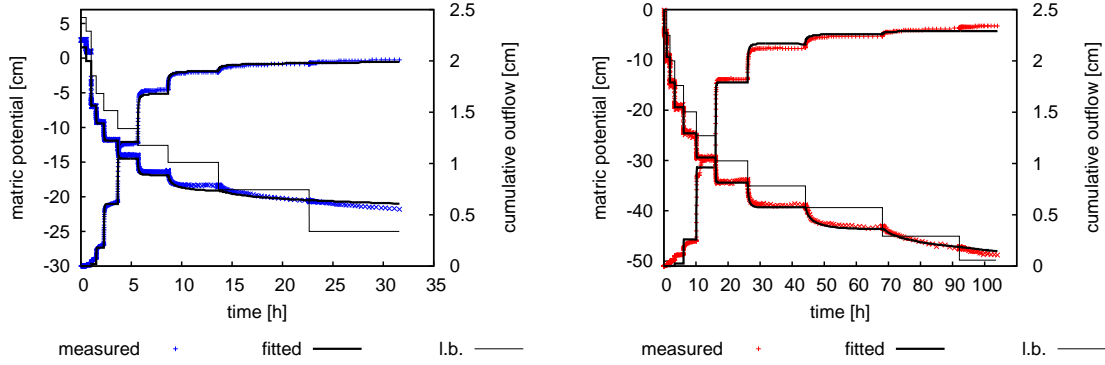 5
0
-5
-10
-15
-20
-25
-30
matric potential [cm]
0 5 10 15 20 25 30 35
time [h]
2.5
2
1.5
1
0.5
0
cumulative outflow [cm]
measured fitted l.b.
0
-10
-20
-30
-40
-50
matric potential [cm]
0 10 20 30 40 50 60 70 80 90 100
time [h]
2.5
2
1.5
1
0.5
0
cumulative outflow [cm]
measured fitted l.b.